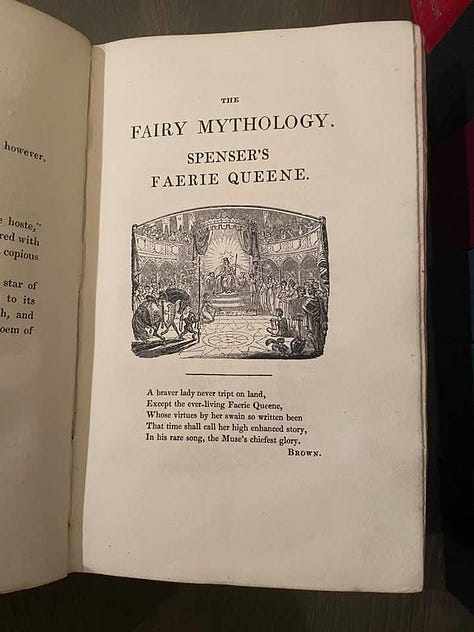 however,
e hoste,"
red with
copious
star of
to its
h, and
oem of
THE
FAIRY MYTHOLOGY.
SPENSER'S
FAERIE QUEENE.
A braver lady never tript on land,
Except the ever-living Faerie Queene,
Whose virtues by her swain so written been
That time shall call her high enhanced story,
In his rare song, the Muse's chiefest glory.
BROWN.